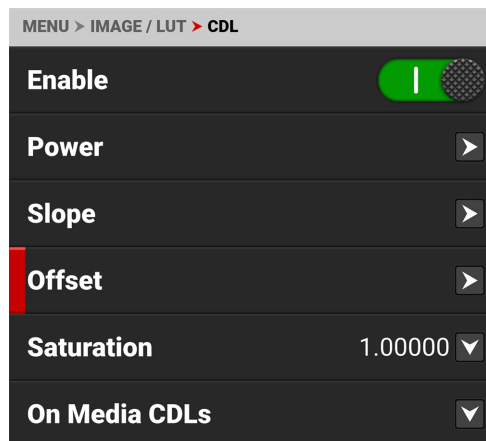 MENU > IMAGE / LUT > CDL
Enable
Power
Slope
Offset
Saturation 1.00000
On Media CDLs